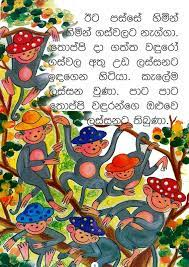 ඊට පස්සේ හිමින්
හිමින් ගස්වලට නැග්ගා.
තොප්පි දා ගත්ත වඳුරෝ
ගස්වල අතු උඩ ලස්සනට
ඉඳගෙන හිටියා. කැලේම
ලස්සන වුණා. පාට පාට
තොප්පි වඳුරන්ගෙ ඔළුවෙ
ලස්සනට තිබුණා.